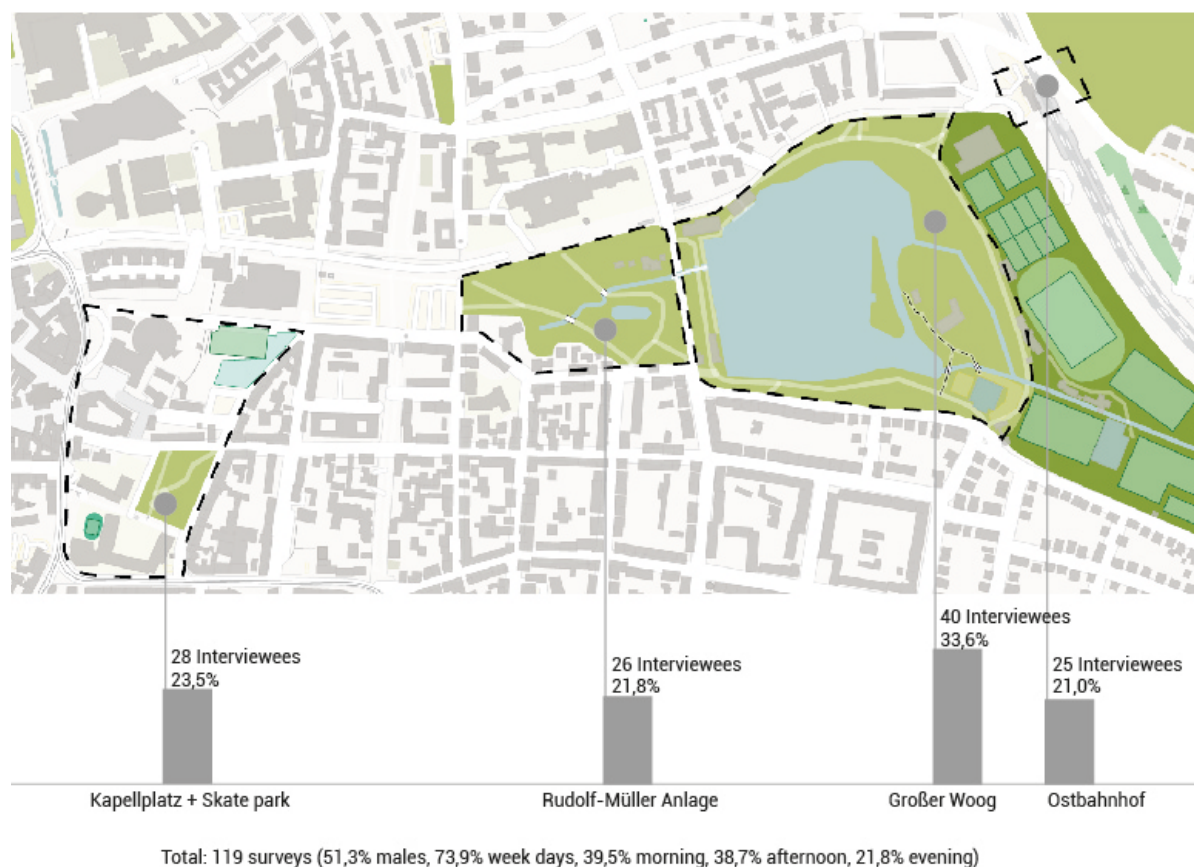 28 Interviewees
23,5%
26 Interviewees
21,8%
40 Interviewees
33,6%
25 Interviewees
21,0%
Kapellplatz + Skate park
Rudolf-Müller Anlage
Großer Woog
Ostbahnhof
Total: 119 surveys (51,3% males, 73,9% week days, 39,5% morning, 38,7% afternoon, 21,8% evening)